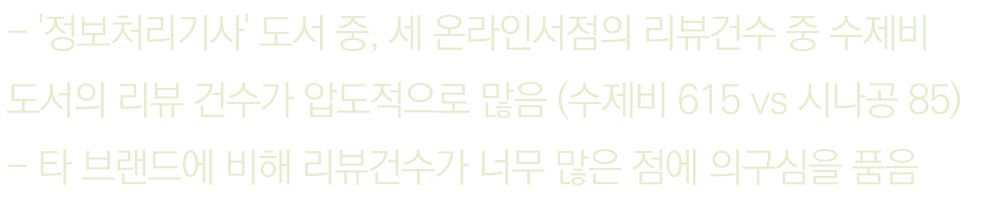 - '정보처리기사' 도서 중, 세 온라인서점의 리뷰건수 중 수제비
도서의 리뷰 건수가 압도적으로 많음 (수제비 615 vs 시나공 85)
- 타 브랜드에 비해 리뷰건수가 너무 많은 점에 의구심을 품음